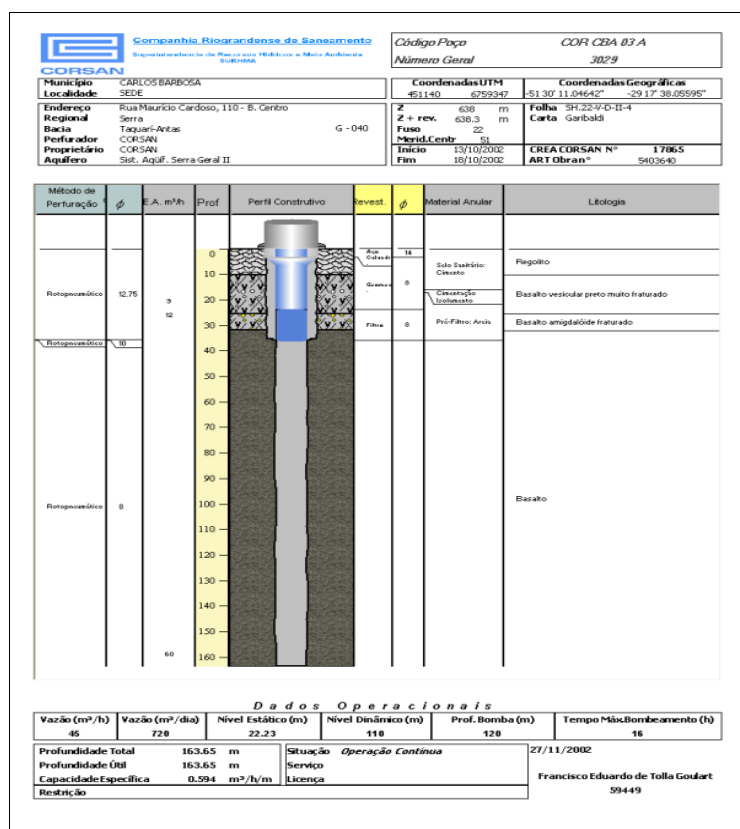 Companhia Riograndense de Saneamento
Superintendencia de Recursos Hídricos e Meio Ambiente
SURHMA
CORSAN
Código Poço COR CBA 03 A
Número Geral 3029
Município CARLOS BARBOSA
Localidade SEDE
Coordenadas UTM
451140 6759347
Coordenadas Geográficas
-51 30' 11.04642" -29 17' 38.05595"
Endereço Rua Maurício Cardoso, 110 - B. Centro
Regional Serra
Bacia Taquarí-Antas G - 040
Perfurador CORSAN
Proprietário CORSAN
Aquífero Sist. Aqüíf. Serra Geral II
Z 638 m
Z + rev. 638.3 m
Fuso 22
Merid.Centr 51
Início 13/10/2002
Fim 18/10/2002
Folha SH.22-V-D-II-4
Carta Garibaldi
CREA CORSAN N° 17865
ART Obran° 5403640
Método de Perfuração ϕ E.A. m³/h Prof Perfil Construtivo Revest. ϕ Material Anular Litologia
Rotopneumático 12.75
9
12
Rotopneumático 10
Rotopneumático 8
60
0
10
20
30
40
50
60
70
80
90
100
110
120
130
140
150
160
Aço
14
8
Filtro 8
Selo Sanitário:
Cimento
Cimentação
Isolamento
Pré-Filtro: Areia
Regolito
Basalto vesicular preto muito fraturado
Basalto amigdalóide fraturado
Basalto
Dados Operacionais
Vazão (m³/h) Vazão (m³/dia) Nível Estático (m) Nível Dinâmico (m) Prof. Bomba (m) Tempo Máx.Bombeamento (h)
45 720 22.23 110 120 16
Profundidade Total 163.65 m
Profundidade Útil 163.65 m
Capacidade Específica 0.594 m³/h/m
Restrição
Situação Operação Contínua
Serviço
Licença
27/11/2002
Francisco Eduardo de Tolla Goulart
59449